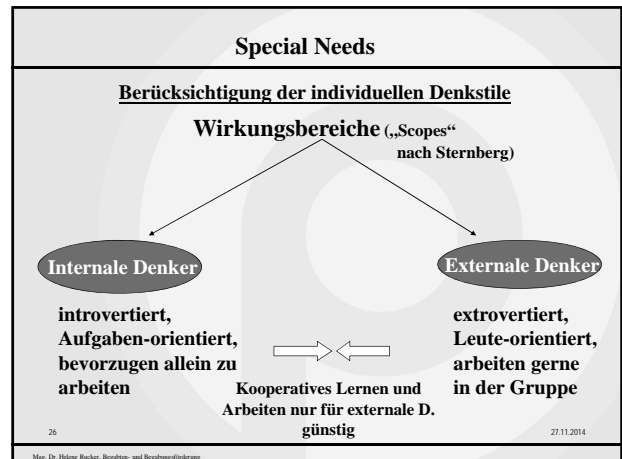 Special Needs
Berücksichtigung der individuellen Denkstile
Wirkungsbereiche („Scopes“
nach Sternberg)
Internale Denker
Externale Denker
introvertiert,
Aufgaben-orientiert,
bevorzugen allein zu
arbeiten
extrovertiert,
Leute-orientiert,
arbeiten gerne
in der Gruppe
Kooperatives Lernen und
Arbeiten nur für externale D.
günstig
26
27.11.2014
Mag. Dr. Helene Rucker, Begabten- und Begabungsförderung